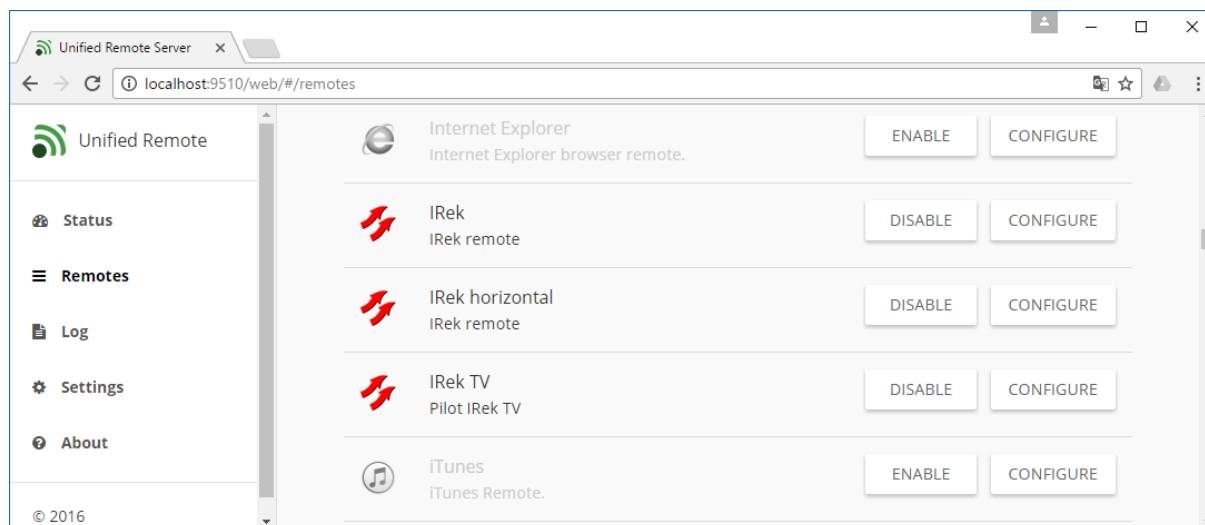 Unified Remote Server
localhost:9510/web/#/remotes
Unified Remote
Status
Remotes
Log
Settings
About
© 2016
Internet Explorer
Internet Explorer browser remote.
ENABLE CONFIGURE
IRek
IRek remote
DISABLE CONFIGURE
IRek horizontal
IRek remote
DISABLE CONFIGURE
IRek TV
Pilot IRek TV
DISABLE CONFIGURE
iTunes
iTunes Remote.
ENABLE CONFIGURE